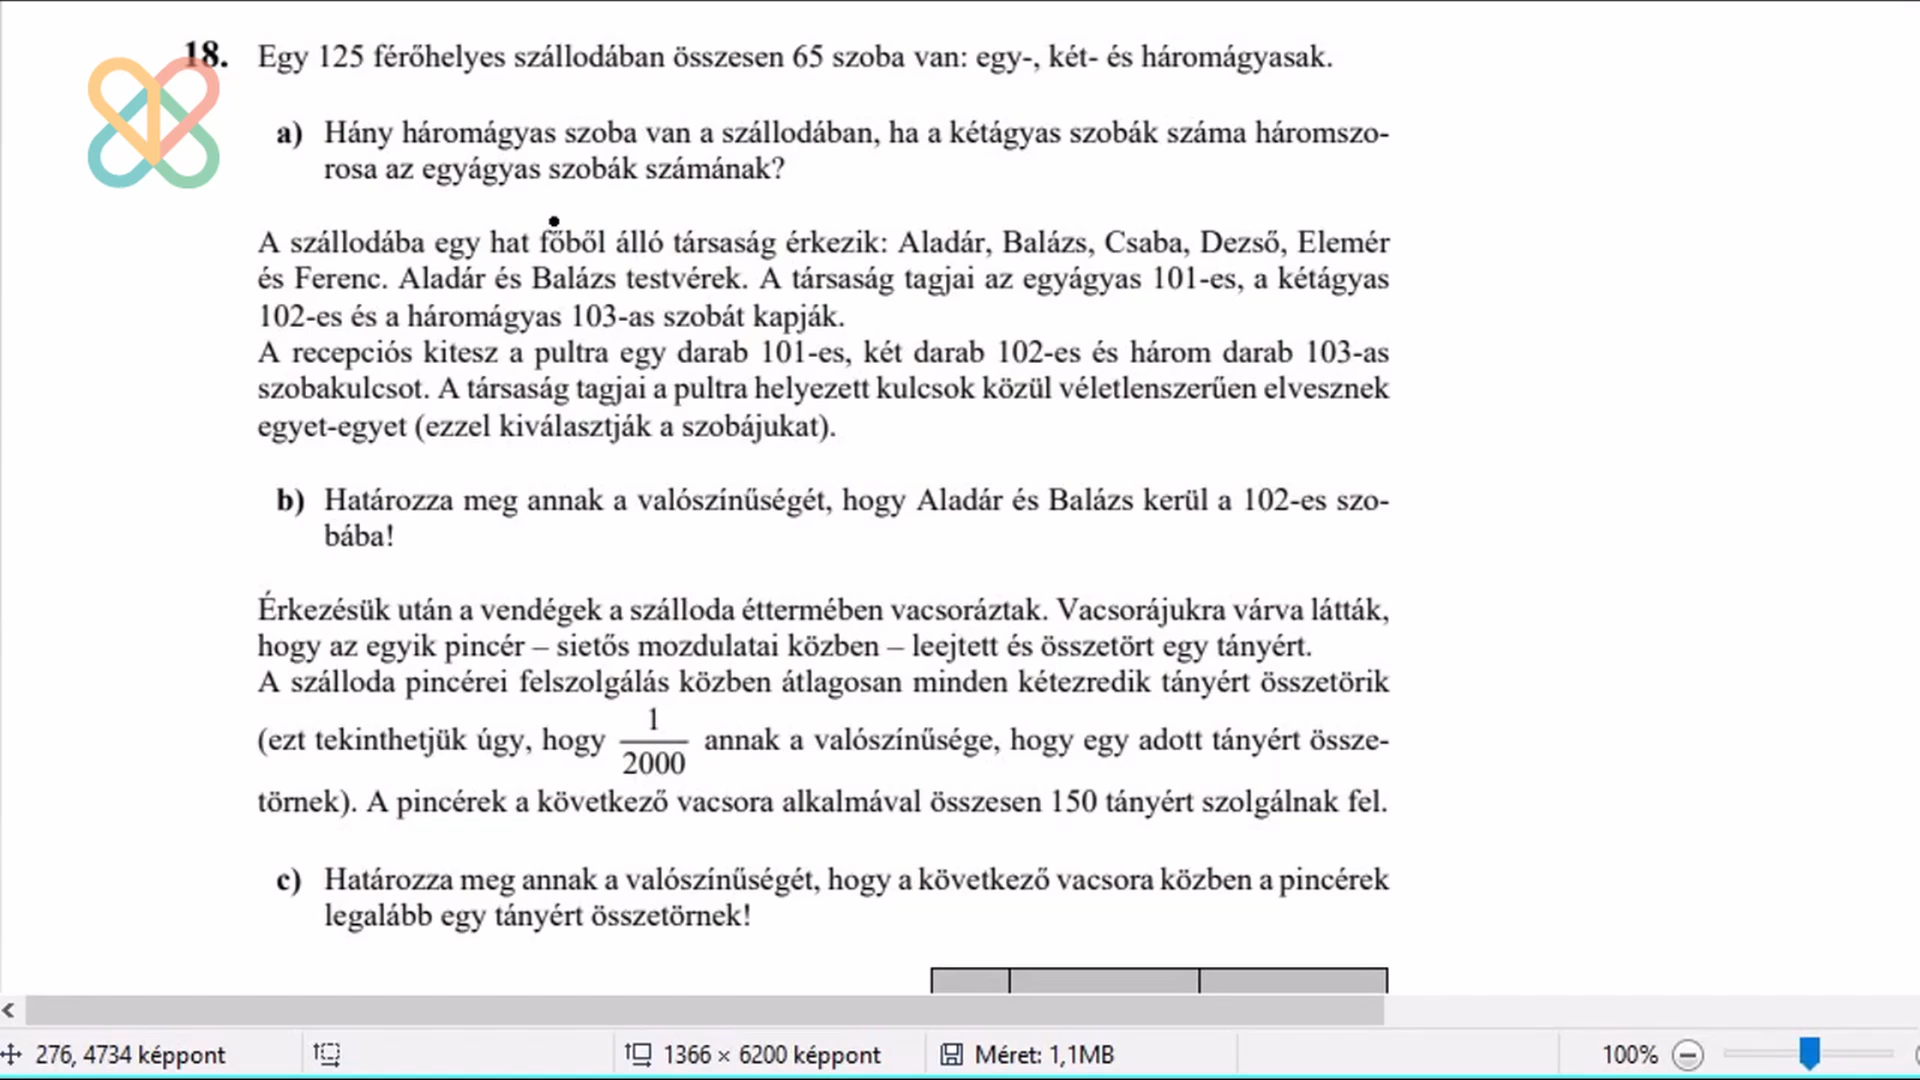 18. Egy 125 férőhelyes szállodában összesen 65 szoba van: egy-, két- és háromágyasak.
a) Hány háromágyas szoba van a szállodában, ha a kétágyas szobák száma háromszo-
rosa az egyágyas szobák számának?
A szállodába egy hat főből álló társaság érkezik: Aladár, Balázs, Csaba, Dezső, Elemér
és Ferenc. Aladár és Balázs testvérek. A társaság tagjai az egyágyas 101-es, a kétágyas
102-es és a háromágyas 103-as szobát kapják.
A recepciós kitesz a pultra egy darab 101-es, két darab 102-es és három darab 103-as
szobakulcsot. A társaság tagjai a pultra helyezett kulcsok közül véletlenszerűen elvesznek
egyet-egyet (ezzel kiválasztják a szobájukat).
b) Határozza meg annak a valószínűségét, hogy Aladár és Balázs kerül a 102-es szo-
bába!
Érkezésük után a vendégek a szálloda éttermében vacsoráztak. Vacsorájukra várva látták,
hogy az egyik pincér – sietős mozdulatai közben – leejtett és összetört egy tányért.
A szálloda pincérei felszolgálás közben átlagosan minden kétezredik tányért összetörik
(ezt tekinthetjük úgy, hogy 1/2000 annak a valószínűsége, hogy egy adott tányért össze-
törnek). A pincérek a következő vacsora alkalmával összesen 150 tányért szolgálnak fel.
c) Határozza meg annak a valószínűségét, hogy a következő vacsora közben a pincérek
legalább egy tányért összetörnek!
276, 4734 képpont 1366 × 6200 képpont Méret: 1,1MB 100%